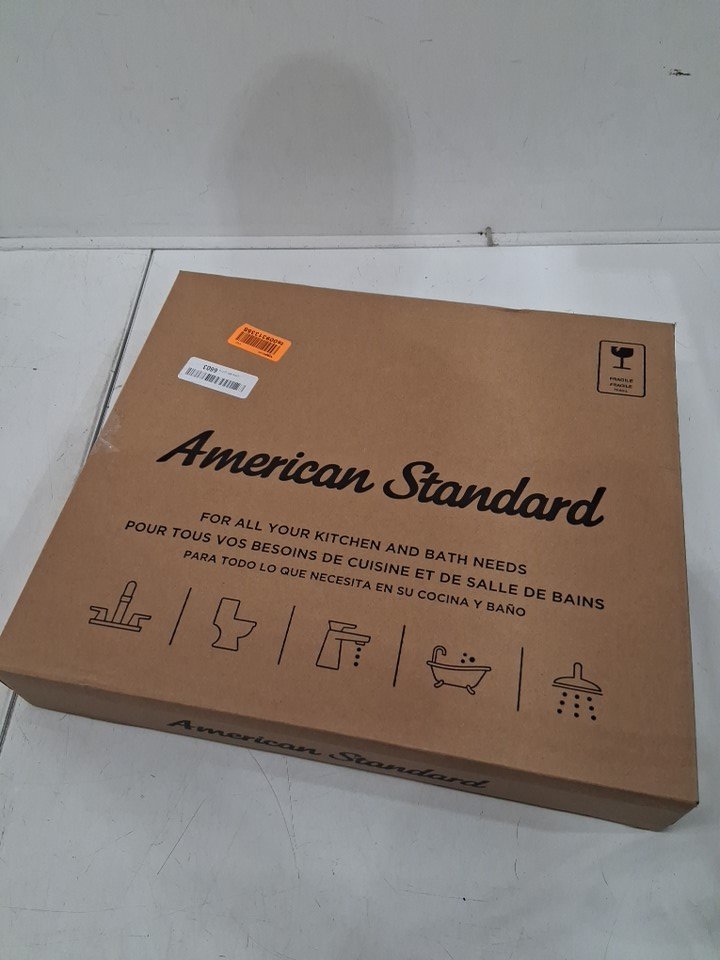 FRAGILE
FRAGILE
American Standard
FOR ALL YOUR KITCHEN AND BATH NEEDS
POUR TOUS VOS BESOINS DE CUISINE ET DE SALLE DE BAINS
PARA TODO LO QUE NECESITA EN SU COCINA Y BAÑO
American Standard